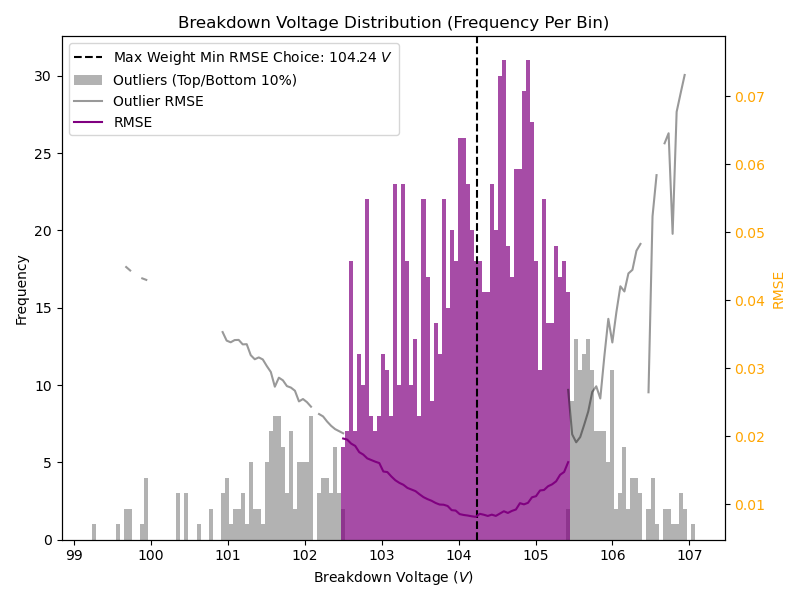 Breakdown Voltage Distribution (Frequency Per Bin)
Max Weight Min RMSE Choice: 104.24 V
Outliers (Top/Bottom 10%)
Outlier RMSE
RMSE
Frequency
30
25
20
15
10
5
0
0.07
0.06
0.05
0.04
0.03
0.02
0.01
RMSE
99 100 101 102 103 104 105 106 107
Breakdown Voltage (V)